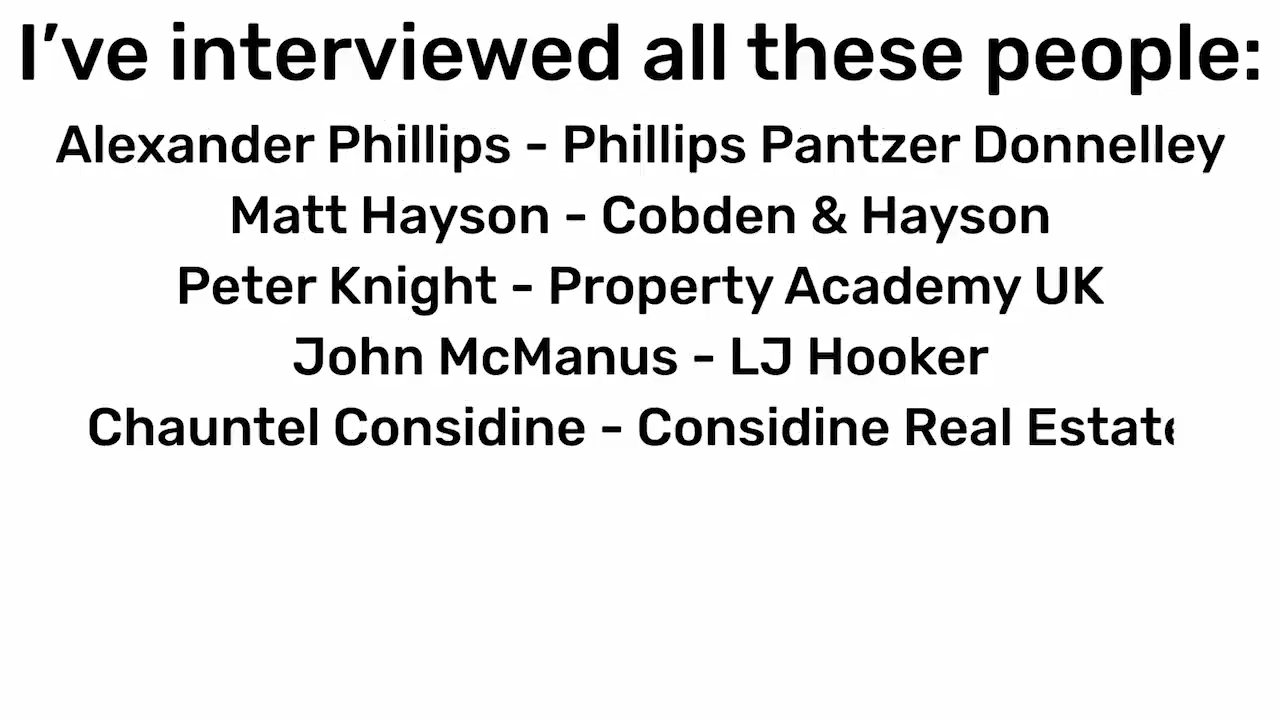 I’ve interviewed all these people:
Alexander Phillips - Phillips Pantzer Donnelley
Matt Hayson - Cobden & Hayson
Peter Knight - Property Academy UK
John McManus - LJ Hooker
Chauntel Considine - Considine Real Estate